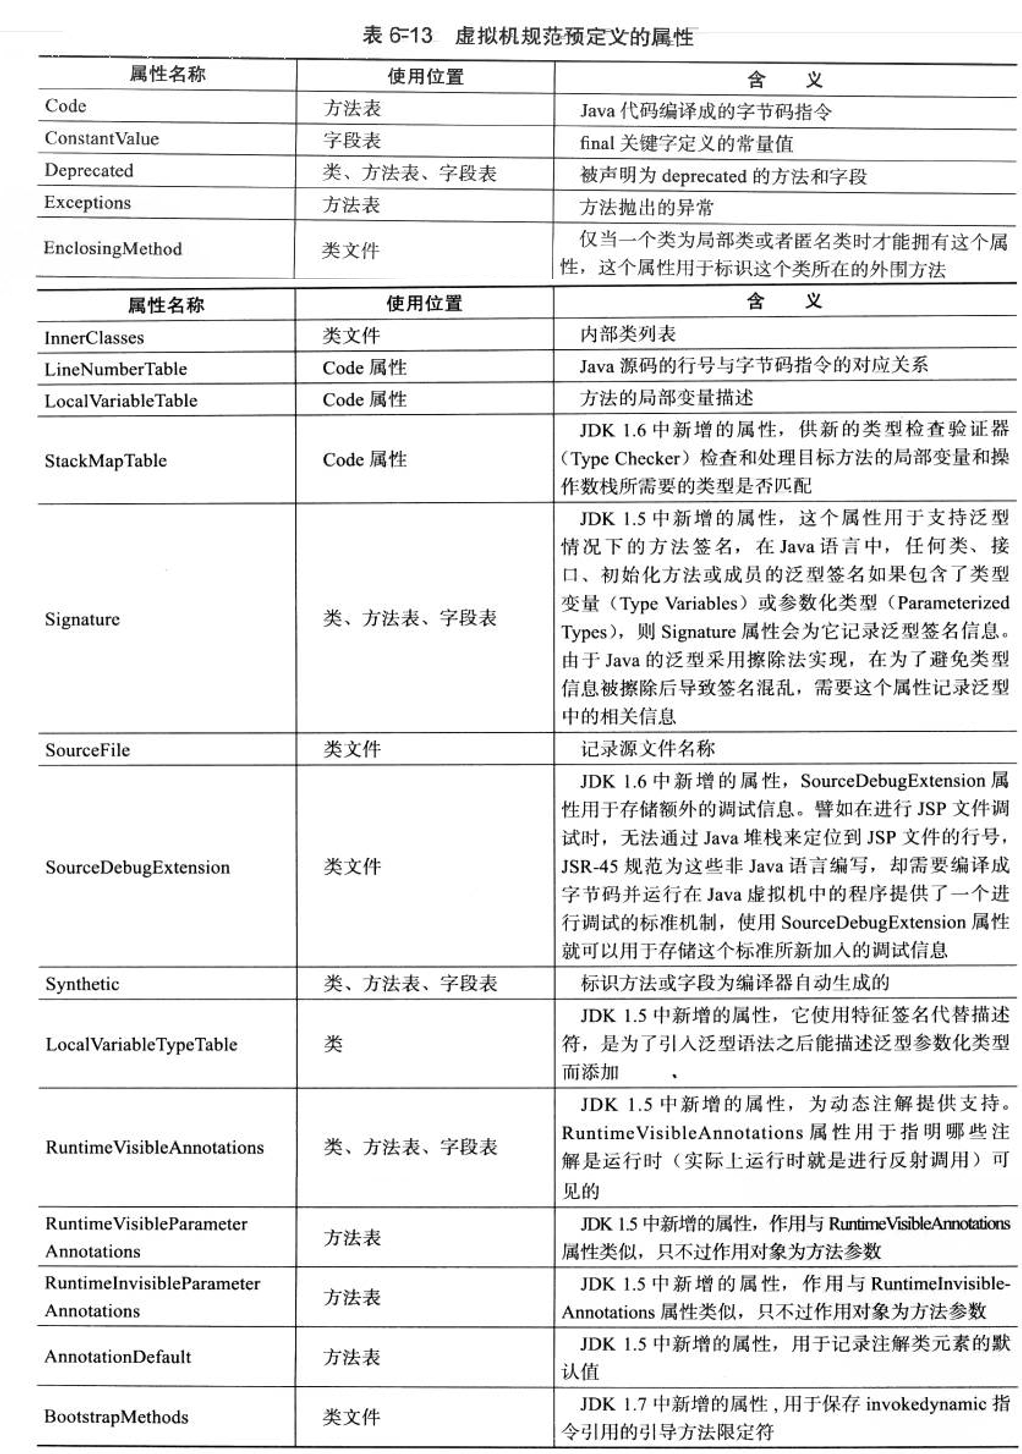 表 6-13 虚拟机规范预定义的属性
属性名称 使用位置 含 义
Code 方法表 Java 代码编译成的字节码指令
ConstantValue 字段表 final 关键字定义的常量值
Deprecated 类、方法表、字段表 被声明为 deprecated 的方法和字段
Exceptions 方法表 方法抛出的异常
EnclosingMethod 类文件 仅当一个类为局部类或者匿名类时才能拥有这个属
性，这个属性用于标识这个类所在的外围方法
属性名称 使用位置 含 义
InnerClasses 类文件 内部类列表
LineNumberTable Code 属性 Java 源码的行号与字节码指令的对应关系
LocalVariableTable Code 属性 方法的局部变量描述
StackMapTable Code 属性 JDK 1.6 中新增的属性，供新的类型检查验证器
（Type Checker）检查和处理目标方法的局部变量和操
作数栈所需要的类型是否匹配
Signature 类、方法表、字段表 JDK 1.5 中新增的属性，这个属性用于支持泛型
情况下的方法签名，在 Java 语言中，任何类、接
口、初始化方法或成员的泛型签名如果包含了类型
变量（Type Variables）或参数化类型（Parameterized
Types），则 Signature 属性会为它记录泛型签名信息。
由于 Java 的泛型采用擦除法实现，在为了避免类型
信息被擦除后导致签名混乱，需要这个属性记录泛型
中的相关信息
SourceFile 类文件 记录源文件名称
SourceDebugExtension 类文件 JDK 1.6 中新增的属性，SourceDebugExtension 属
性用于存储额外的调试信息。譬如在进行 JSP 文件调
试时，无法通过 Java 堆栈来定位到 JSP 文件的行号，
JSR-45 规范为这些非 Java 语言编写，却需要编译成
字节码并运行在 Java 虚拟机中的程序提供了一个进
行调试的标准机制，使用 SourceDebugExtension 属性
就可以用于存储这个标准所新加入的调试信息
Synthetic 类、方法表、字段表 标识方法或字段为编译器自动生成的
LocalVariableTypeTable 类 JDK 1.5 中新增的属性，它使用特征签名代替描述
符，是为了引入泛型语法之后能描述泛型参数化类型
而添加
RuntimeVisibleAnnotations 类、方法表、字段表 JDK 1.5 中新增的属性，为动态注解提供支持。
RuntimeVisibleAnnotations 属性用于指明哪些注
解是运行时（实际上运行时就是进行反射调用）可
见的
RuntimeVisibleParameter
Annotations 方法表 JDK 1.5 中新增的属性，作用与 RuntimeVisibleAnnotations
属性类似，只不过作用对象为方法参数
RuntimeInvisibleParameter
Annotations 方法表 JDK 1.5 中新增的属性，作用与 RuntimeInvisible-
Annotations 属性类似，只不过作用对象为方法参数
AnnotationDefault 方法表 JDK 1.5 中新增的属性，用于记录注解类元素的默
认值
BootstrapMethods 类文件 JDK 1.7 中新增的属性，用于保存 invokedynamic 指
令引用的引导方法限定符